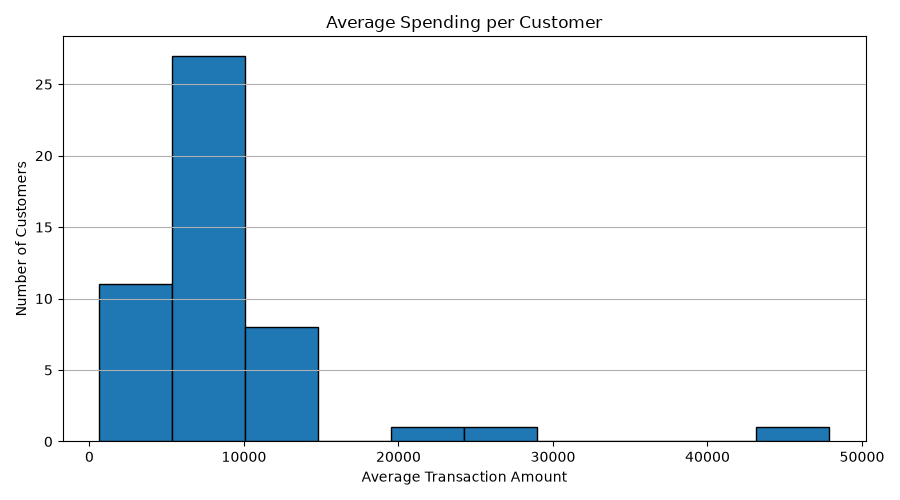 Average Spending per Customer
Number of Customers
25
20
15
10
5
0
0 10000 20000 30000 40000 50000
Average Transaction Amount